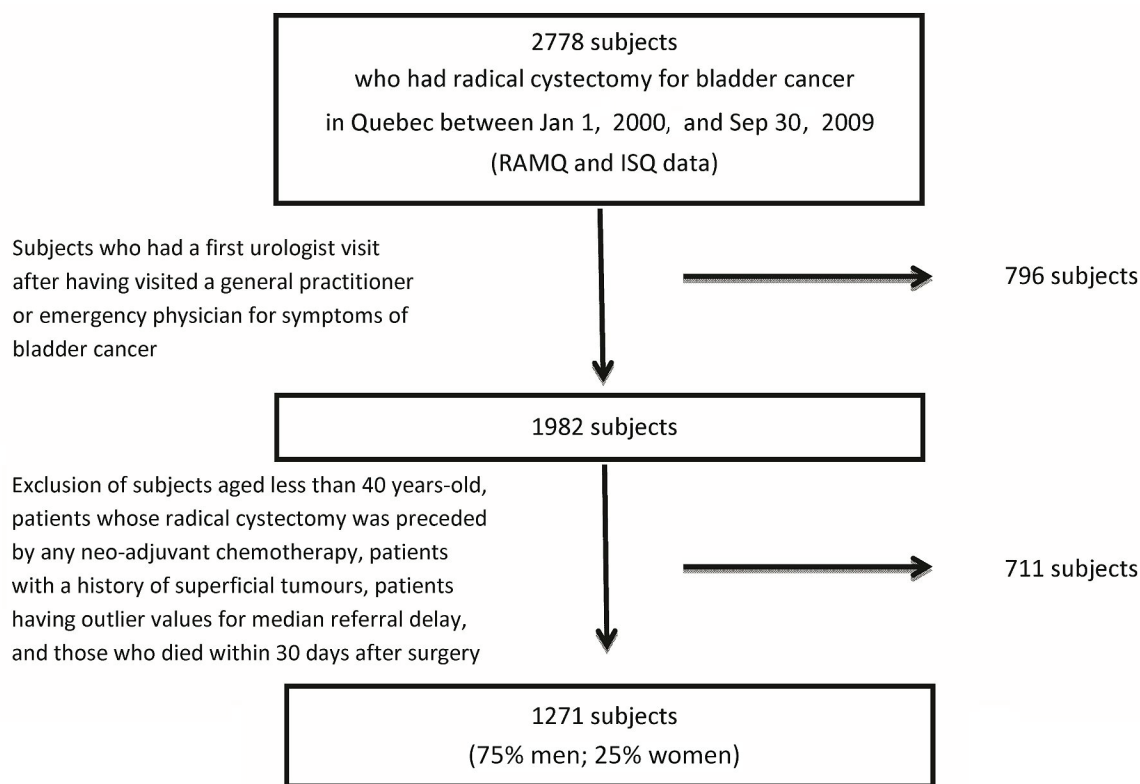 2778 subjects
who had radical cystectomy for bladder cancer
in Quebec between Jan 1, 2000, and Sep 30, 2009
(RAMQ and ISQ data)
Subjects who had a first urologist visit
after having visited a general practitioner
or emergency physician for symptoms of
bladder cancer
796 subjects
1982 subjects
Exclusion of subjects aged less than 40 years-old,
patients whose radical cystectomy was preceded
by any neo-adjuvant chemotherapy, patients
with a history of superficial tumours, patients
having outlier values for median referral delay,
and those who died within 30 days after surgery
711 subjects
1271 subjects
(75% men; 25% women)